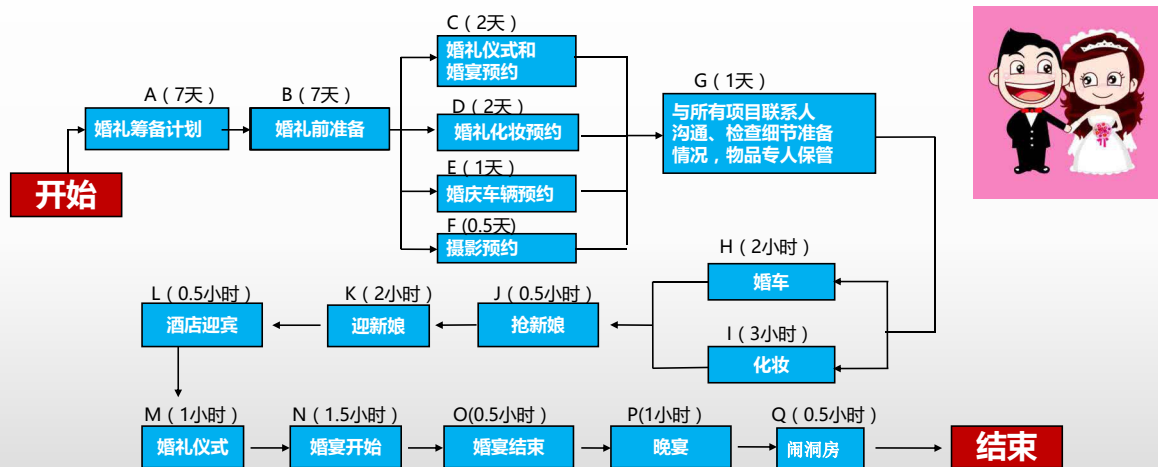 开始
A（7天）
婚礼筹备计划
B（7天）
婚礼前准备
C（2天）
婚礼仪式和
婚宴预约
D（2天）
婚礼化妆预约
E（1天）
婚庆车辆预约
F (0.5天)
摄影预约
G（1天）
与所有项目联系人
沟通、检查细节准备
情况，物品专人保管
H（2小时）
婚车
I（3小时）
化妆
J（0.5小时）
抢新娘
K（2小时）
迎新娘
L（0.5小时）
酒店迎宾
M（1小时）
婚礼仪式
N（1.5小时）
婚宴开始
O(0.5小时）
婚宴结束
P(1小时）
晚宴
Q（0.5小时）
闹洞房
结束